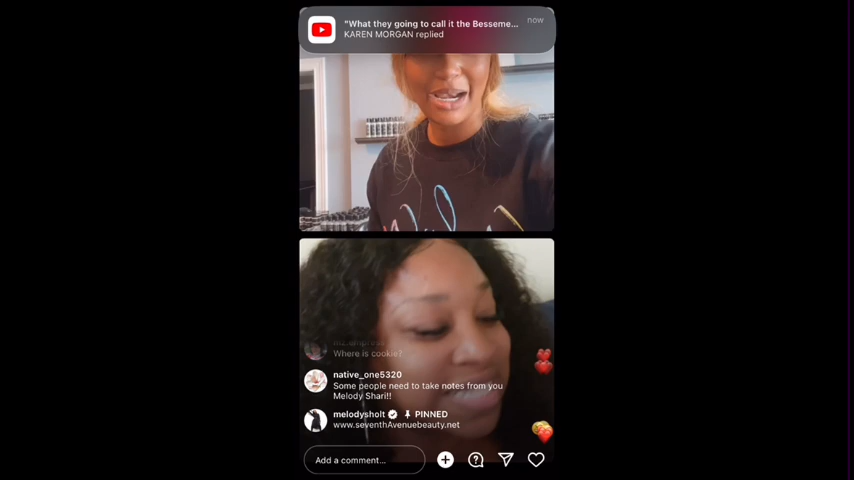 "What they going to call it the Besseme...
now
KAREN MORGAN replied
Where is cookie?
native_one5320
Some people need to take notes from you
Melody Shari!!
melodysholt PINNED
www.seventhAvenuebeauty.net
Add a comment...